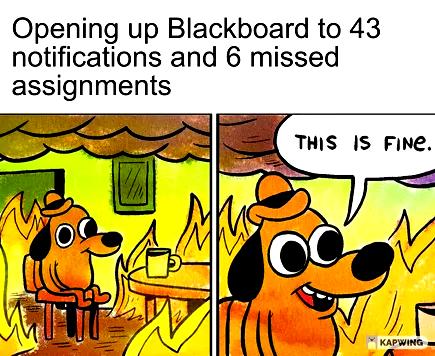 Opening up Blackboard to 43
notifications and 6 missed
assignments
THIS IS FINE.
KAPWING